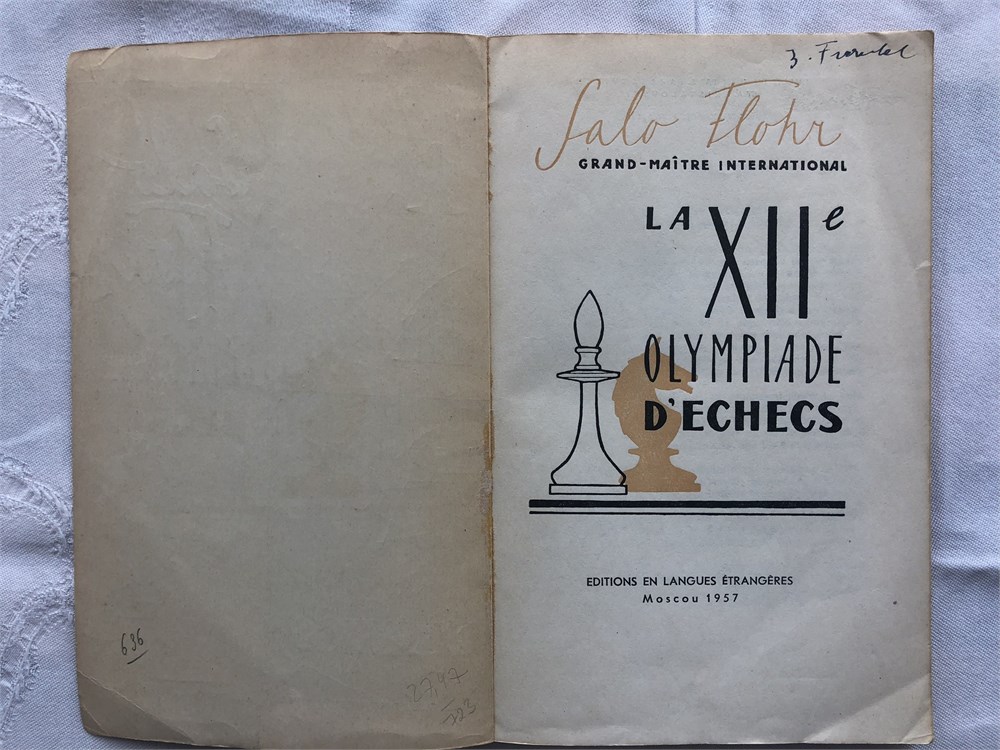 636
Salo Flohr
GRAND-MAÎTRE INTERNATIONAL
LA XIIe
OLYMPIADE
D'ECHECS
EDITIONS EN LANGUES ÉTRANGÈRES
Moscou 1957